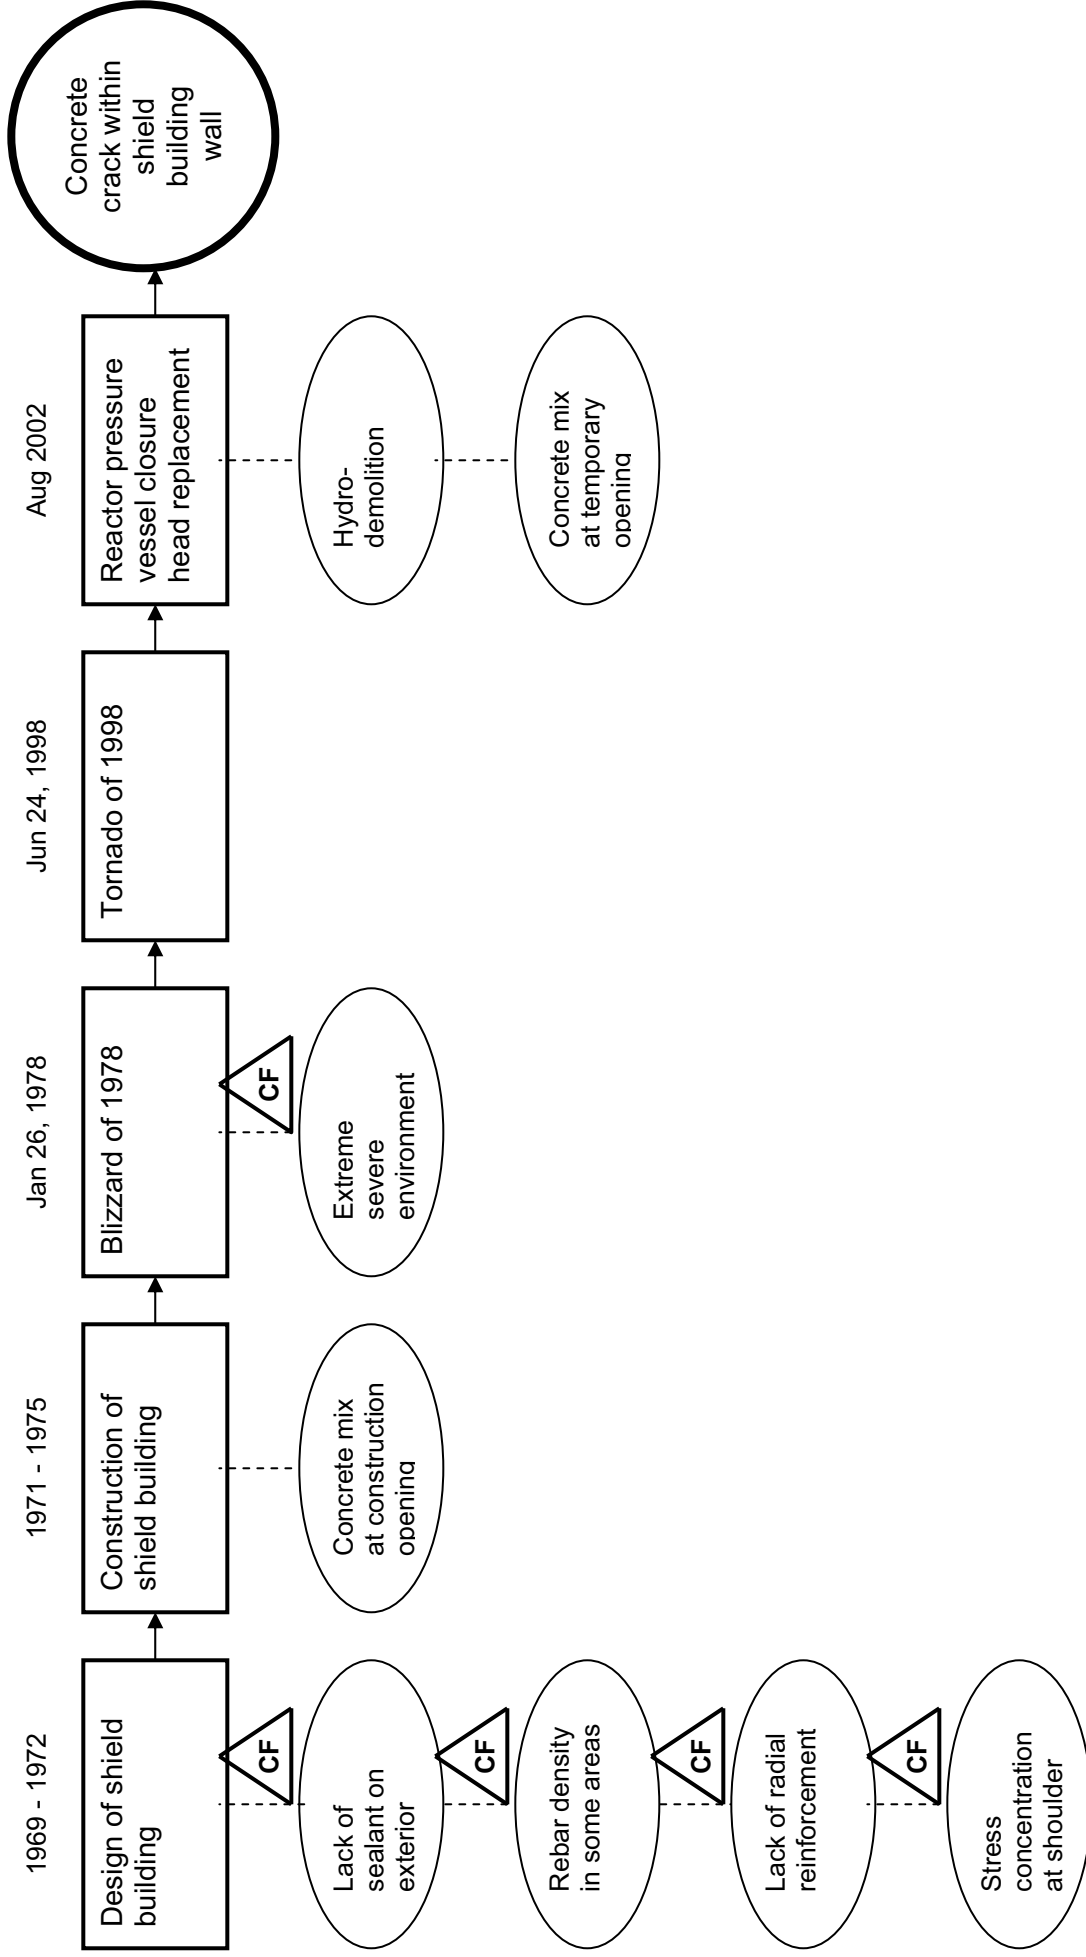 1969 - 1972
Design of shield
building
CF
Lack of
sealant on
exterior
CF
Rebar density
in some areas
CF
Lack of radial
reinforcement
CF
Stress
concentration
at shoulder
1971 - 1975
Construction of
shield building
Concrete mix
at construction
opening
Jan 26, 1978
Blizzard of 1978
CF
Extreme
severe
environment
Jun 24, 1998
Tornado of 1998
Aug 2002
Reactor pressure
vessel closure
head replacement
Hydro-
demolition
Concrete mix
at temporary
opening
Concrete
crack within
shield
building
wall